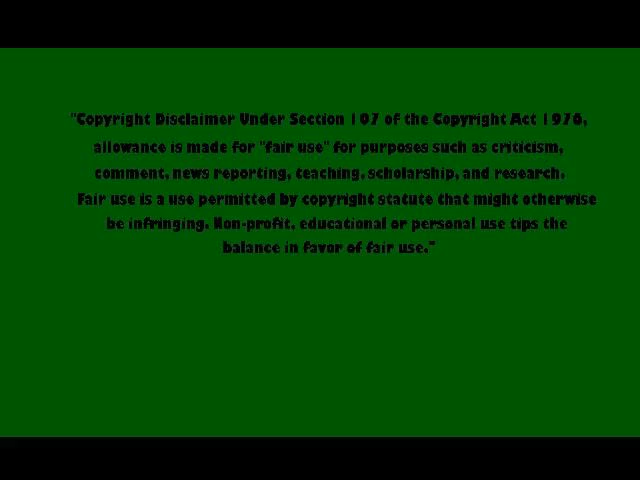 "Copyright Disclaimer Under Section 107 of the Copyright Act 1976,
allowance is made for "fair use" for purposes such as criticism,
comment, news reporting, teaching, scholarship, and research.
Fair use is a use permitted by copyright statute that might otherwise
be infringing. Non-profit, educational or personal use tips the
balance in favor of fair use."